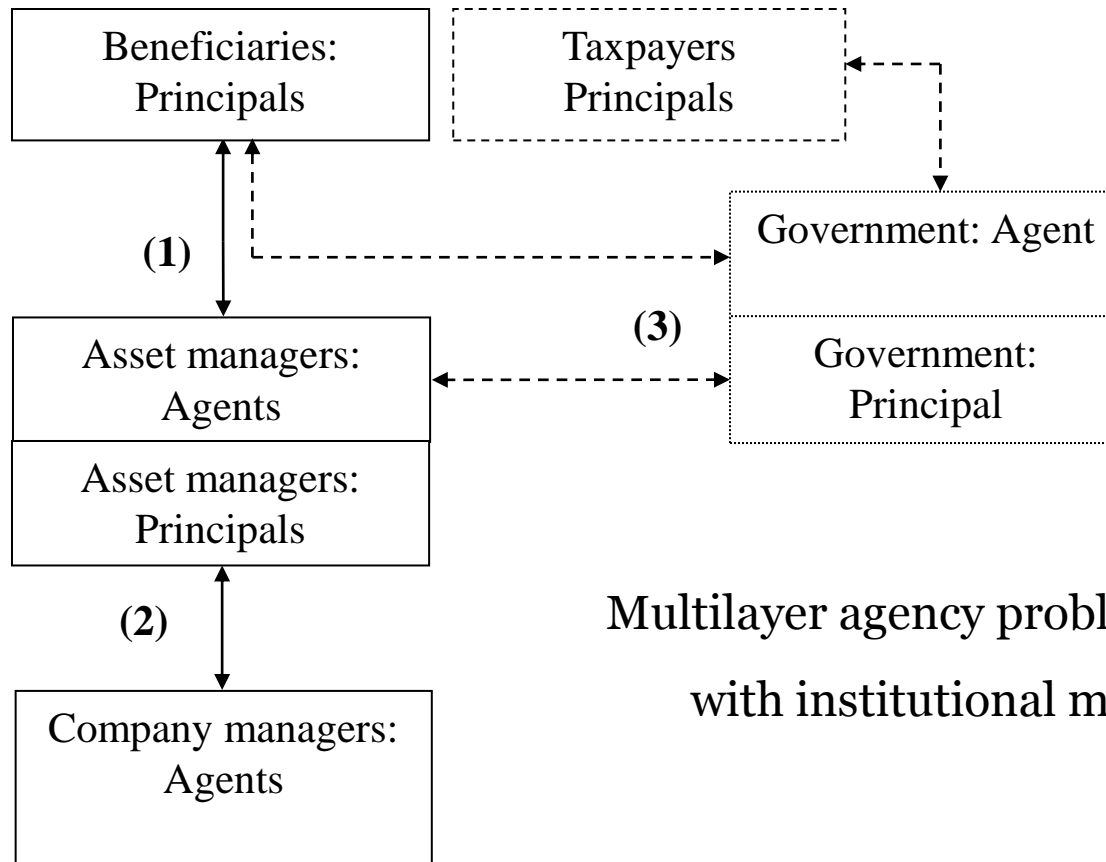 Beneficiaries:
Principals
Taxpayers
Principals
(1)
Government: Agent
(3)
Asset managers:
Agents
Government:
Principal
Asset managers:
Principals
(2)
Multilayer agency
with institutional
Company managers:
Agents